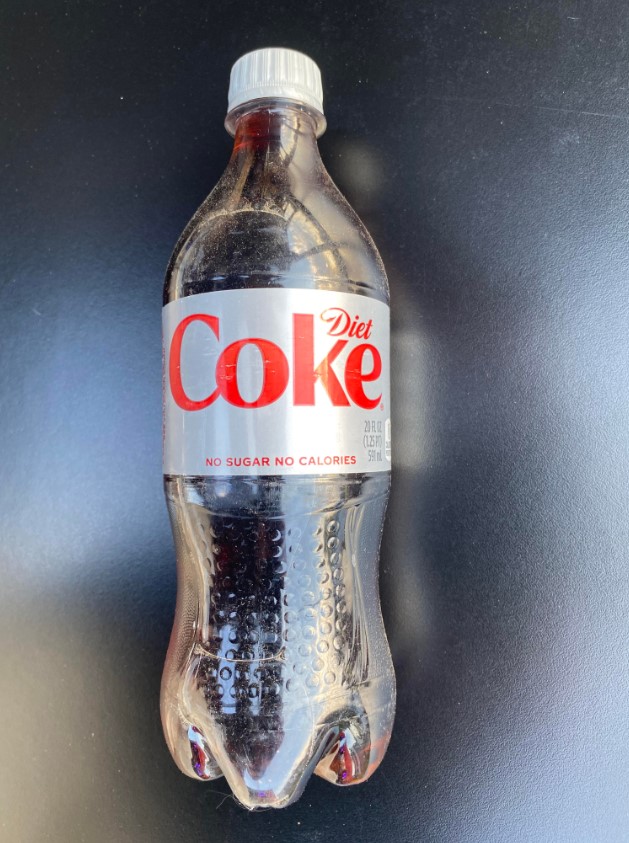 Diet
Coke
20 FL OZ
(1.25 PT)
591 mL
NO SUGAR NO CALORIES